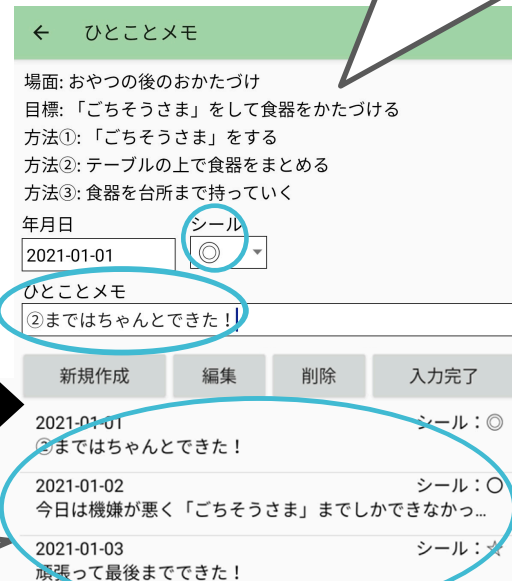 ← ひとことメモ
場面: おやつの後のおかたづけ
目標: 「ごちそうさま」をして食器をかたづける
方法①: 「ごちそうさま」をする
方法②: テーブルの上で食器をまとめる
方法③: 食器を台所まで持っていく
年月日 シール
2021-01-01 ◎
ひとことメモ
②まではちゃんとできた！
新規作成 編集 削除 入力完了
2021-01-01 シール：◎
②まではちゃんとできた！
2021-01-02 シール：〇
今日は機嫌が悪く「ごちそうさま」までしかできなかっ...
2021-01-03 シール：☆
頑張って最後までできた！